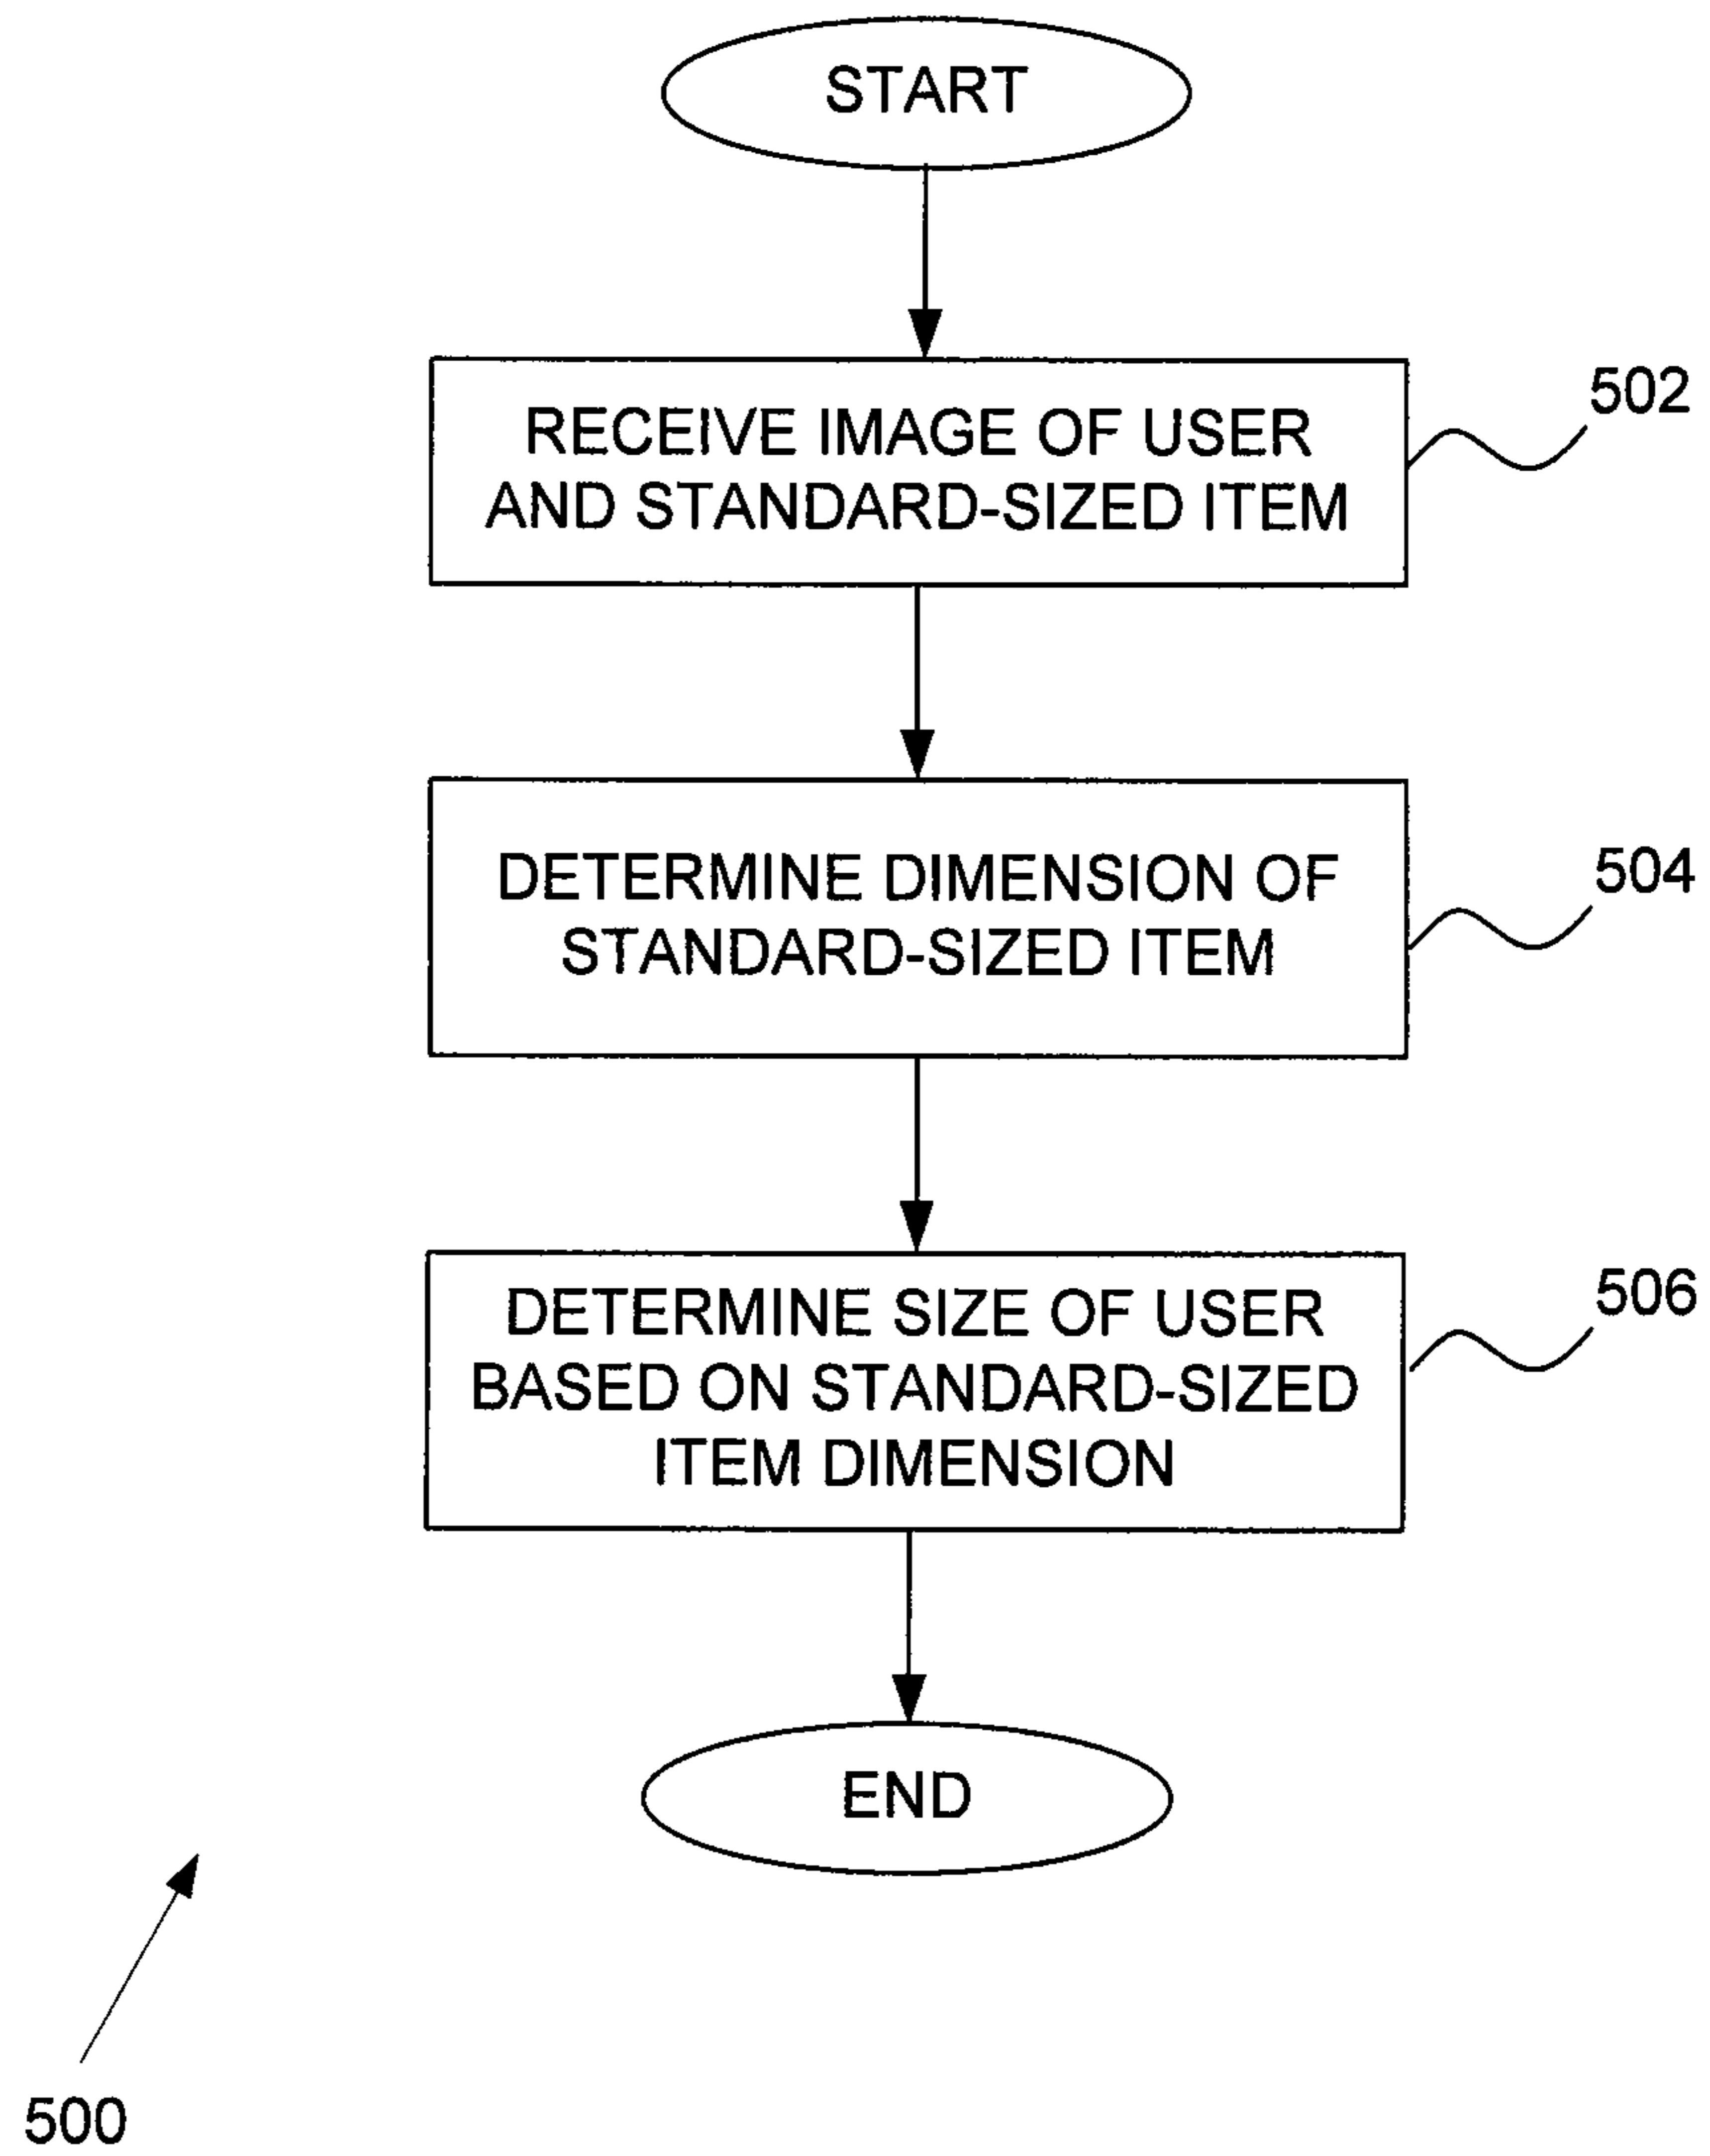 START
RECEIVE IMAGE OF USER
AND STANDARD-SIZED ITEM
502
DETERMINE DIMENSION OF
STANDARD-SIZED ITEM
504
DETERMINE SIZE OF USER
BASED ON STANDARD-SIZED
ITEM DIMENSION
506
END
500